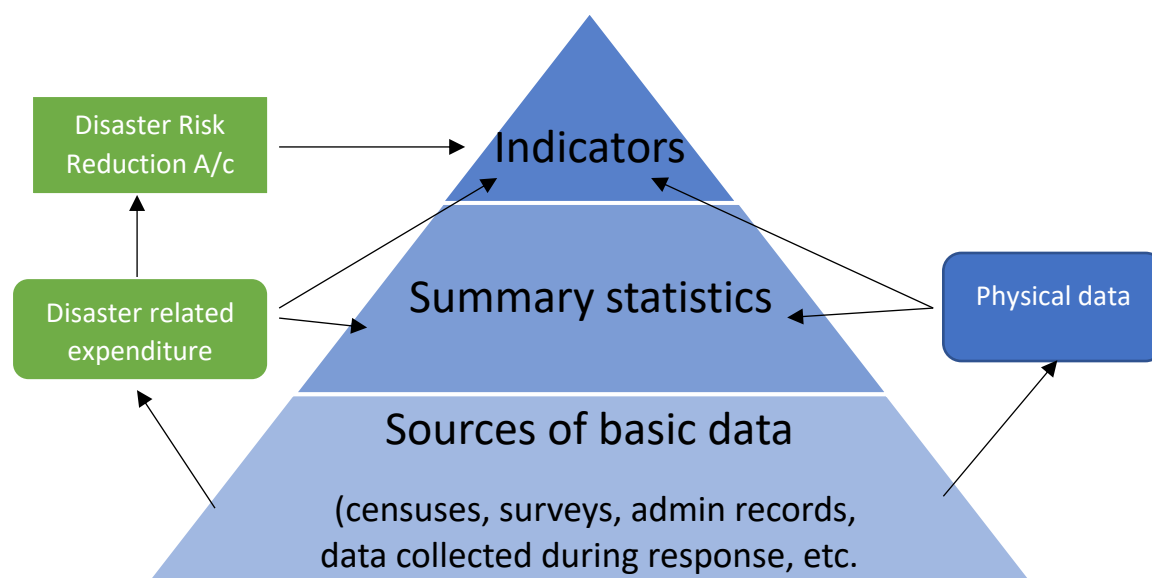 Disaster Risk
Reduction A/c
Indicators
Disaster related
expenditure
Summary statistics
Physical data
Sources of basic data
(censuses, surveys, admin records,
data collected during response, etc.